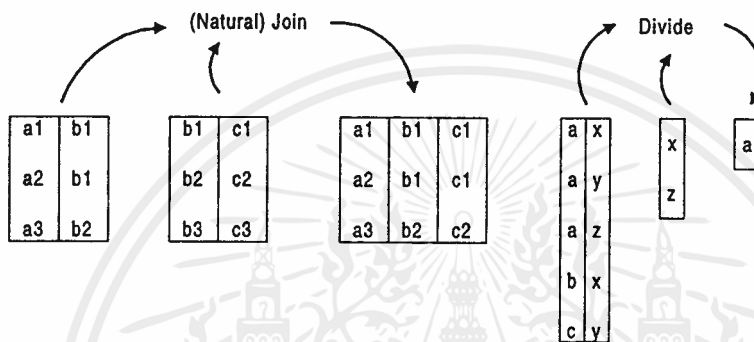 (Natural) Join
Divide
a1 b1
a2 b1
a3 b2
b1 c1
b2 c2
b3 c3
a1 b1 c1
a2 b1 c1
a3 b2 c2
a x
a y
a z
b x
c y
x
z
a